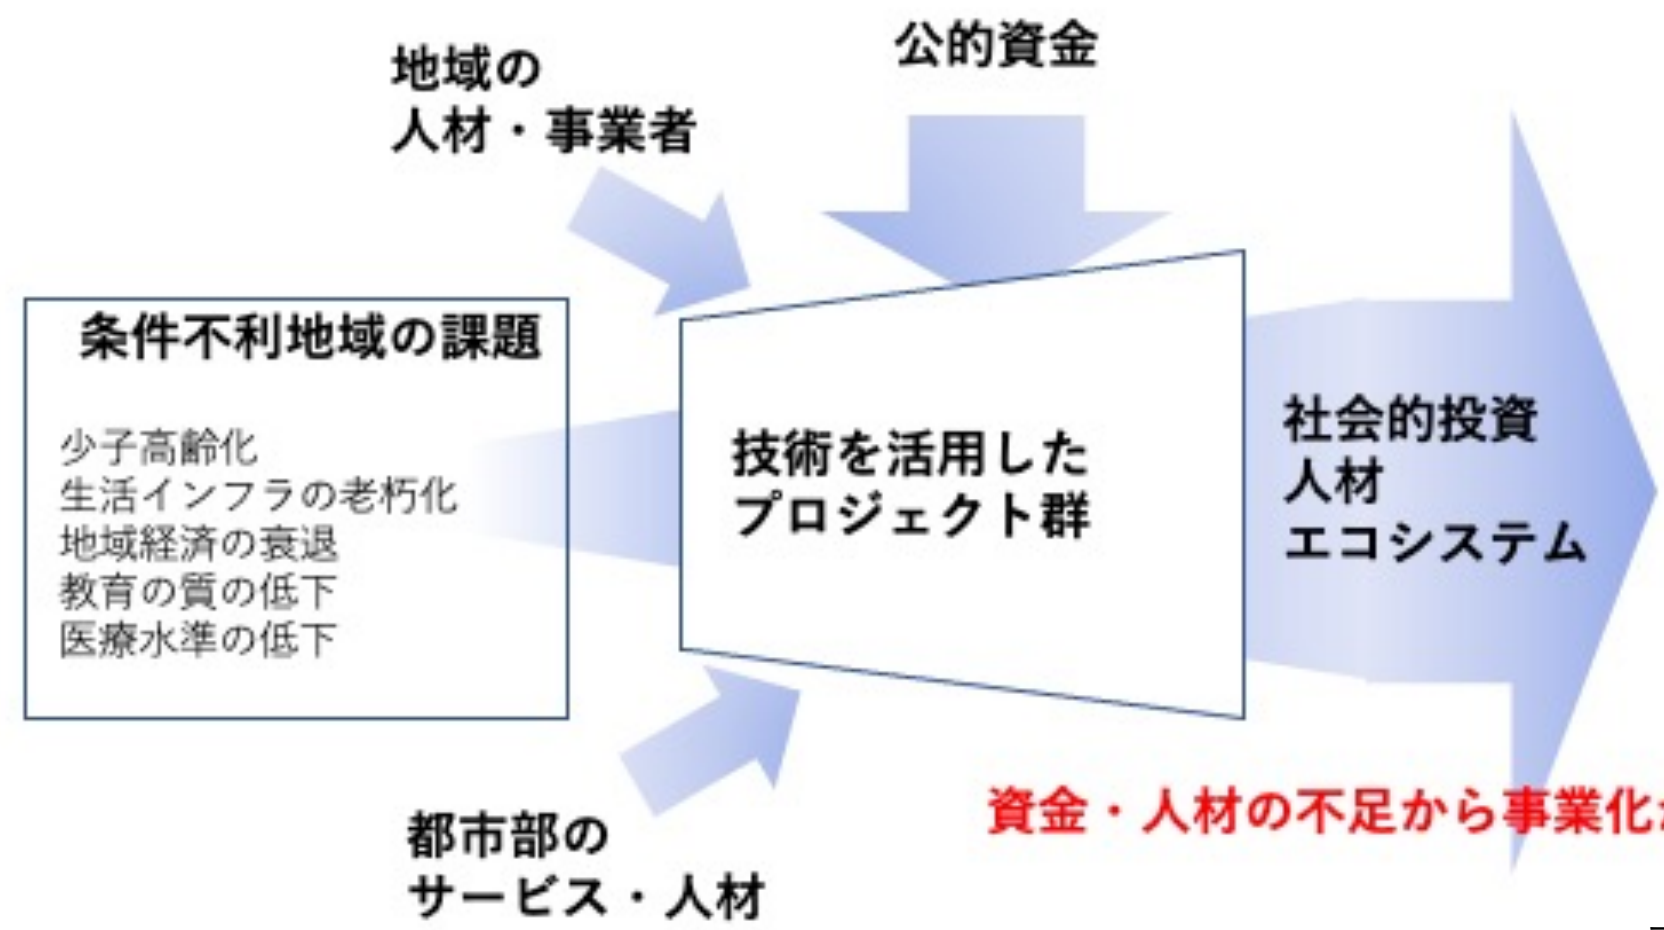 公的資金
地域の
人材・事業者
条件不利地域の課題
少子高齢化
生活インフラの老朽化
地域経済の衰退
教育の質の低下
医療水準の低下
技術を活用した
プロジェクト群
社会的投資
人材
エコシステム
資金・人材の不足から事業化
都市部の
サービス・人材